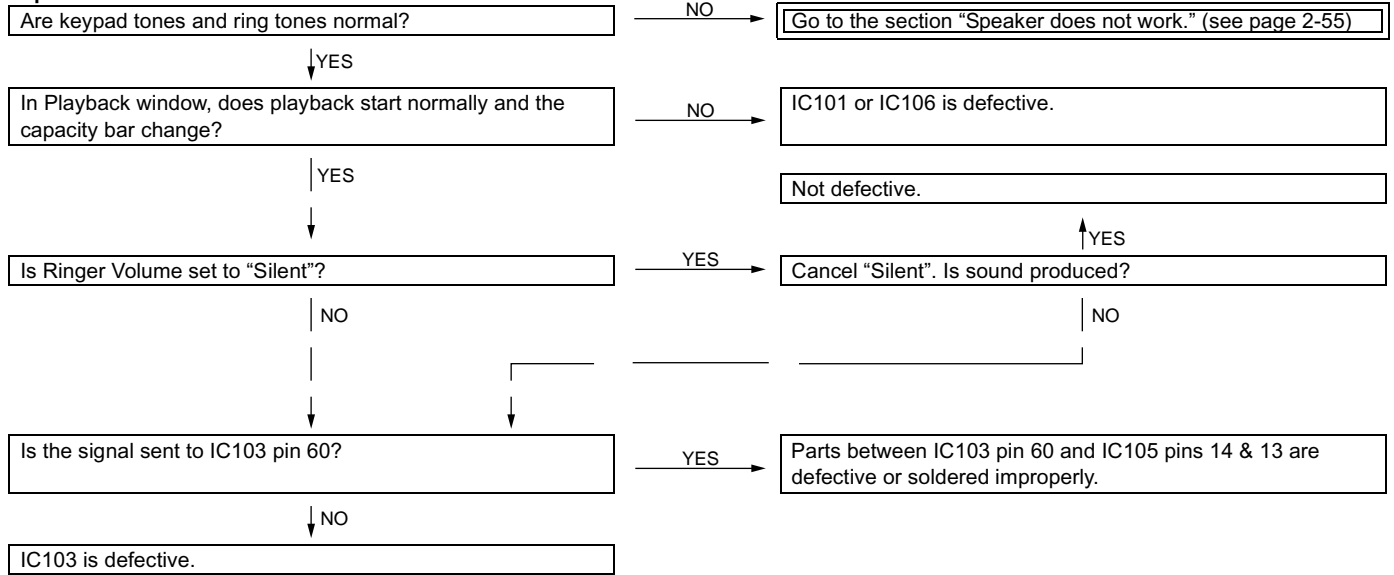 Are keypad tones and ring tones normal?
NO
Go to the section “Speaker does not work.” (see page 2-55)
YES
In Playback window, does playback start normally and the
capacity bar change?
NO
IC101 or IC106 is defective.
YES
Not defective.
YES
Is Ringer Volume set to “Silent”?
YES
Cancel “Silent”. Is sound produced?
NO
NO
Is the signal sent to IC103 pin 60?
YES
Parts between IC103 pin 60 and IC105 pins 14 & 13 are
defective or soldered improperly.
NO
IC103 is defective.